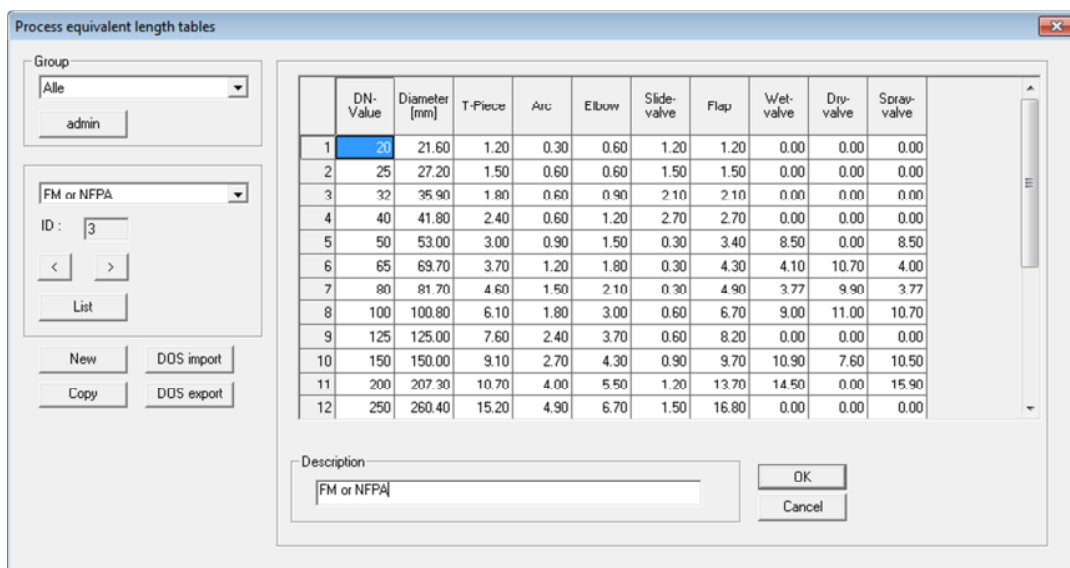 Process equivalent length tables
Group
Alle
admin
FM or NFPA
ID : 3
< >
List
New DOS import
Copy DOS export
DN-Value Diameter [mm] T-Piece Arc Elbow Slide-valve Flap Wet-valve Dry-valve Spray-valve
1 20 21.60 1.20 0.30 0.60 1.20 1.20 0.00 0.00 0.00
2 25 27.20 1.50 0.60 0.60 1.50 1.50 0.00 0.00 0.00
3 32 35.90 1.80 0.60 0.90 2.10 2.10 0.00 0.00 0.00
4 40 41.80 2.40 0.60 1.20 2.70 2.70 0.00 0.00 0.00
5 50 53.00 3.00 0.90 1.50 0.30 3.40 8.50 0.00 8.50
6 65 69.70 3.70 1.20 1.80 0.30 4.30 4.10 10.70 4.00
7 80 81.70 4.60 1.50 2.10 0.30 4.90 3.77 9.90 3.77
8 100 100.80 6.10 1.80 3.00 0.60 6.70 9.00 11.00 10.70
9 125 125.00 7.60 2.40 3.70 0.60 8.20 0.00 0.00 0.00
10 150 150.00 9.10 2.70 4.30 0.90 9.70 10.90 7.60 10.50
11 200 207.30 10.70 4.00 5.50 1.20 13.70 14.50 0.00 15.90
12 250 260.40 15.20 4.90 6.70 1.50 16.80 0.00 0.00 0.00
Description
FM or NFPA
OK
Cancel